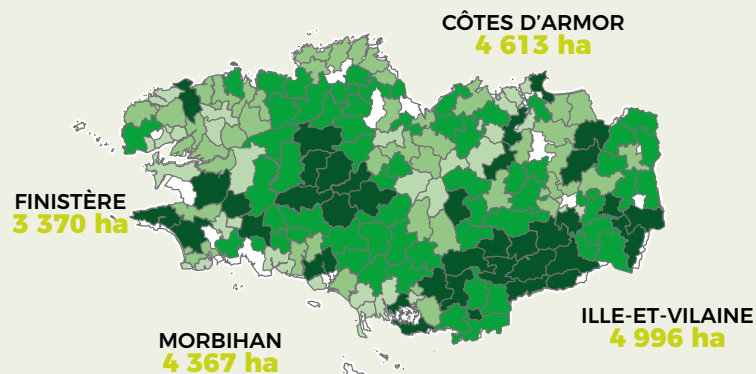 CÔTES D'ARMOR
4 613 ha
FINISTÈRE
3 370 ha
ILLE-ET-VILAINE
4 996 ha
MORBIHAN
4 367 ha